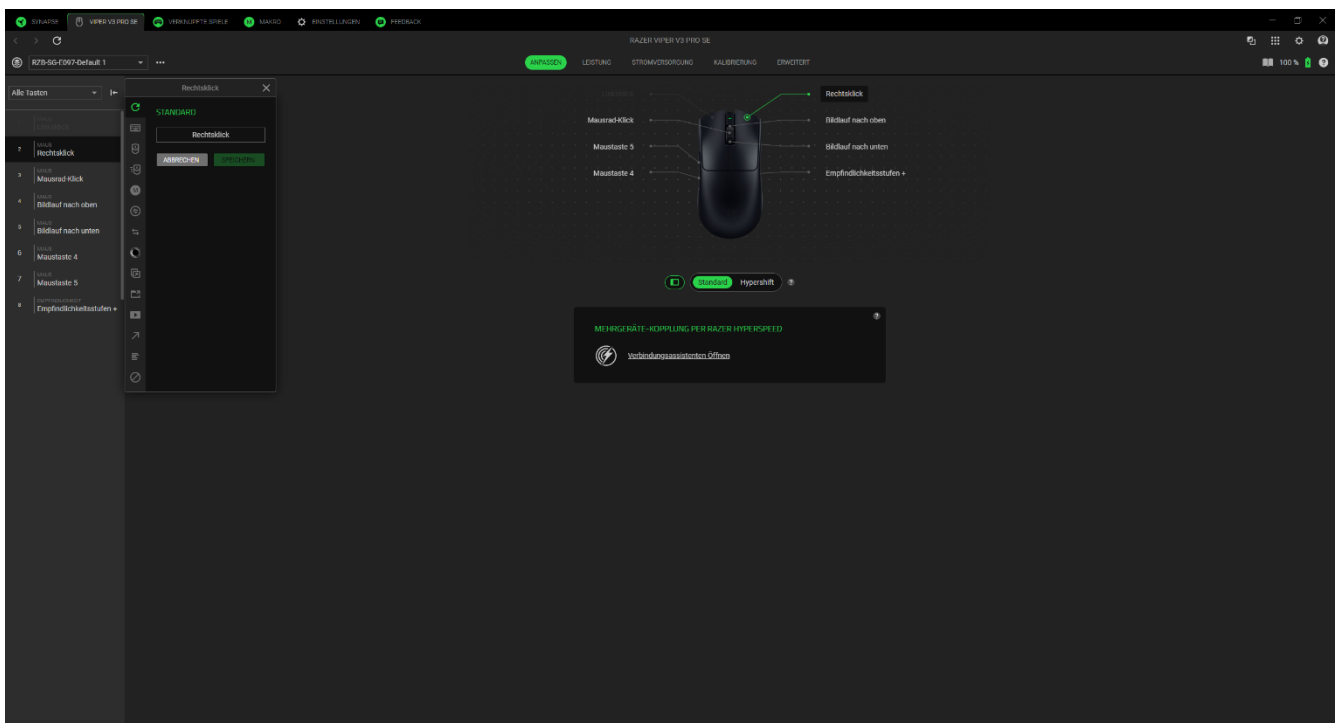 SYNAPSE VIPER V3 PRO SE VERKNÜPFTE SPIELE MAKRO EINSTELLUNGEN FEEDBACK
RAZER VIPER V3 PRO SE
RZB-SG-E097-Default 1
ANPASSEN LEISTUNG STROMVERSORGUNG KALIBRIERUNG ERWEITERT
100 %
Alle Tasten
2 MAUS
Rechtsklick
3 MAUS
Mausrad-Klick
4 MAUS
Bildlauf nach oben
5 MAUS
Bildlauf nach unten
6 MAUS
Maustaste 4
7 MAUS
Maustaste 5
8 EMPFINDLICHKEIT
Empfindlichkeitsstufen +
Rechtsklick
STANDARD
Rechtsklick
ABBRECHEN SPEICHERN
Rechtsklick
Mausrad-Klick Bildlauf nach oben
Maustaste 5 Bildlauf nach unten
Maustaste 4 Empfindlichkeitsstufen +
Standard Hypershift
MEHRGERÄTE-KOPPLUNG PER RAZER HYPERSPEED
Verbindungsassistenten Öffnen